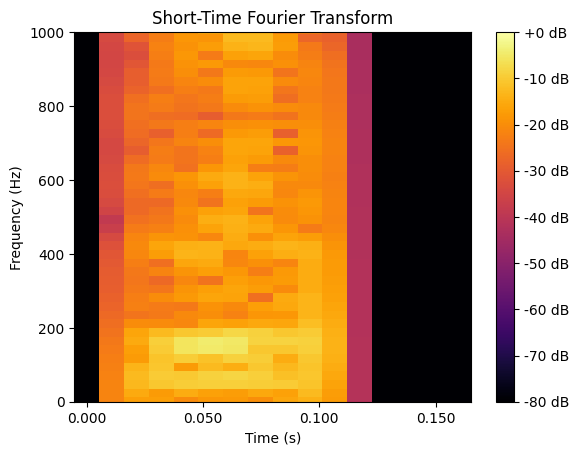 Short-Time Fourier Transform
1000
800
600
400
200
0
Frequency (Hz)
0.000
0.050
0.100
0.150
Time (s)
+0 dB
-10 dB
-20 dB
-30 dB
-40 dB
-50 dB
-60 dB
-70 dB
-80 dB